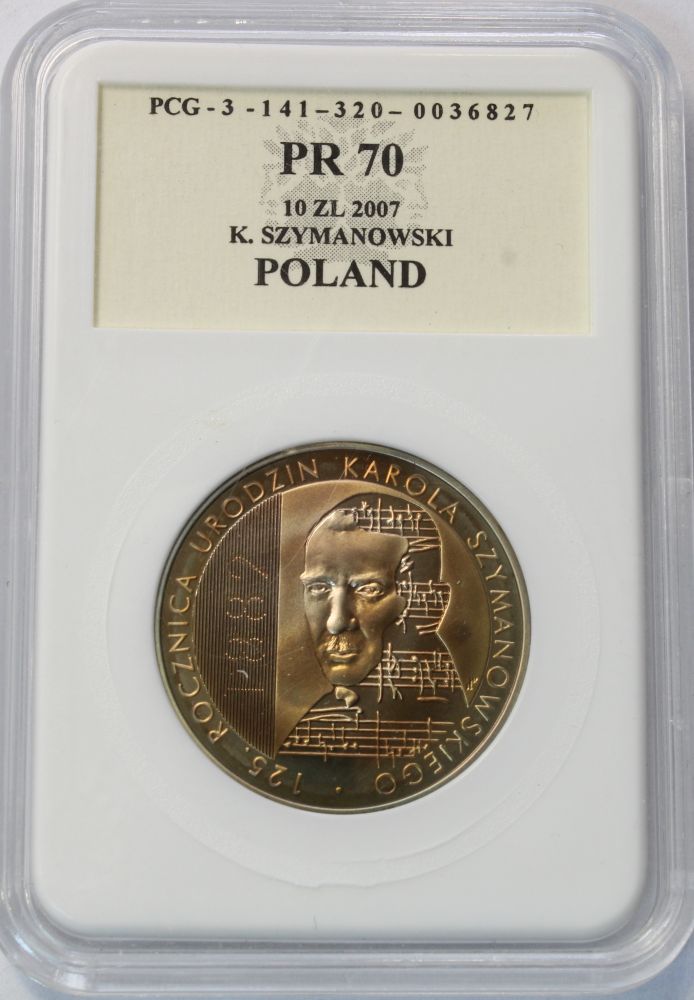 PCG - 3 - 141 - 320 - 0036827
PR 70
10 ZL 2007
K. SZYMANOWSKI
POLAND
125. ROCZNICA URODZIN KAROLA SZYMANOWSKIEGO ·
1882